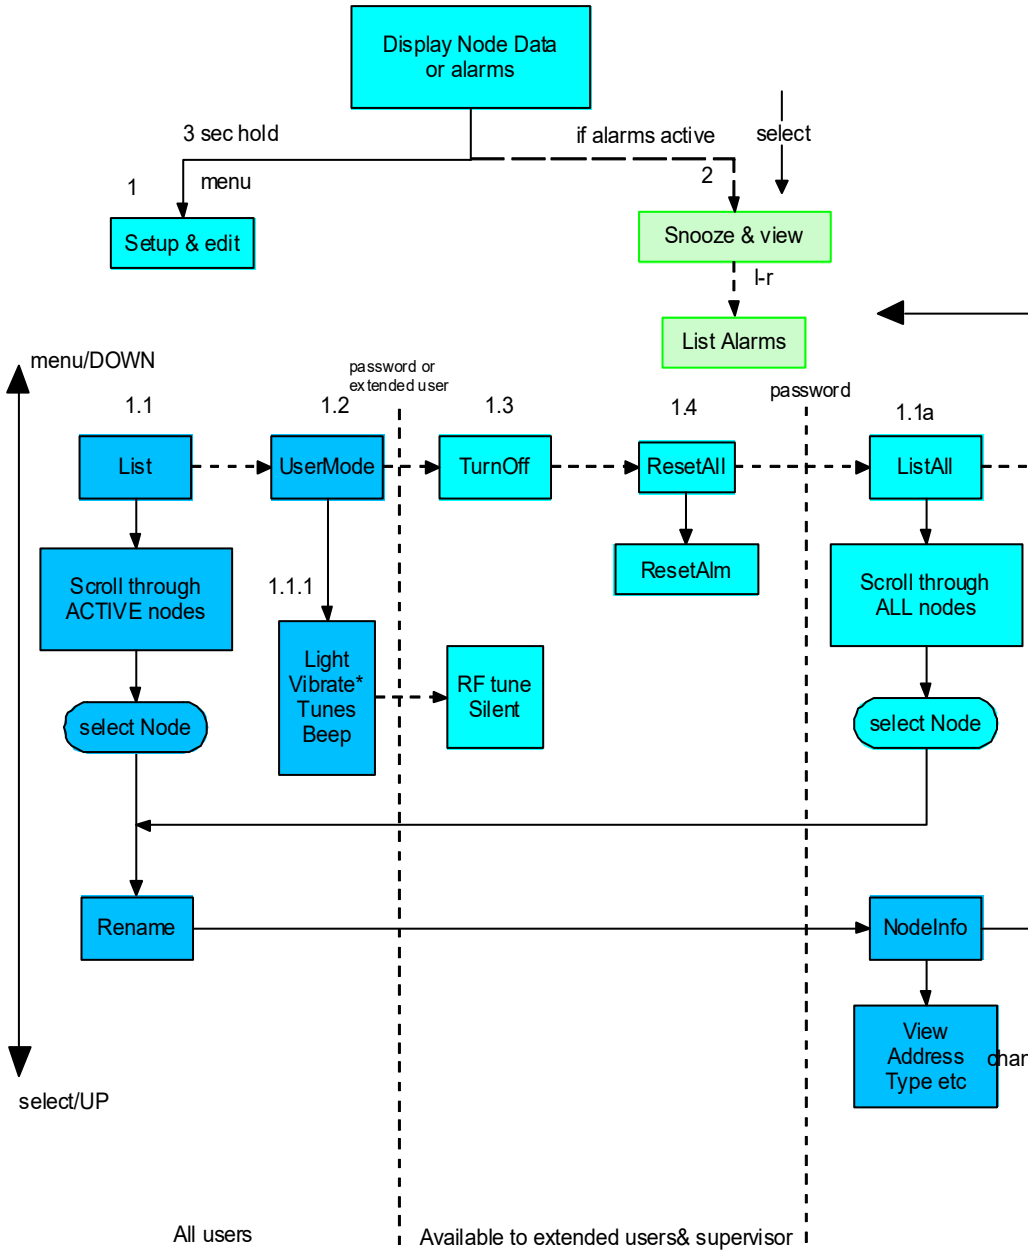 Display Node Data
or alarms
3 sec hold
if alarms active
select
1
menu
2
Setup & edit
Snooze & view
l-r
List Alarms
menu/DOWN
password or
extended user
password
1.1
1.2
1.3
1.4
1.1a
List
UserMode
TurnOff
ResetAll
ListAll
Scroll through
ACTIVE nodes
1.1.1
ResetAlm
Scroll through
ALL nodes
Light
Vibrate*
Tunes
Beep
RF tune
Silent
select Node
select Node
Rename
NodeInfo
View
Address
Type etc
chan
select/UP
All users
Available to extended users& supervisor